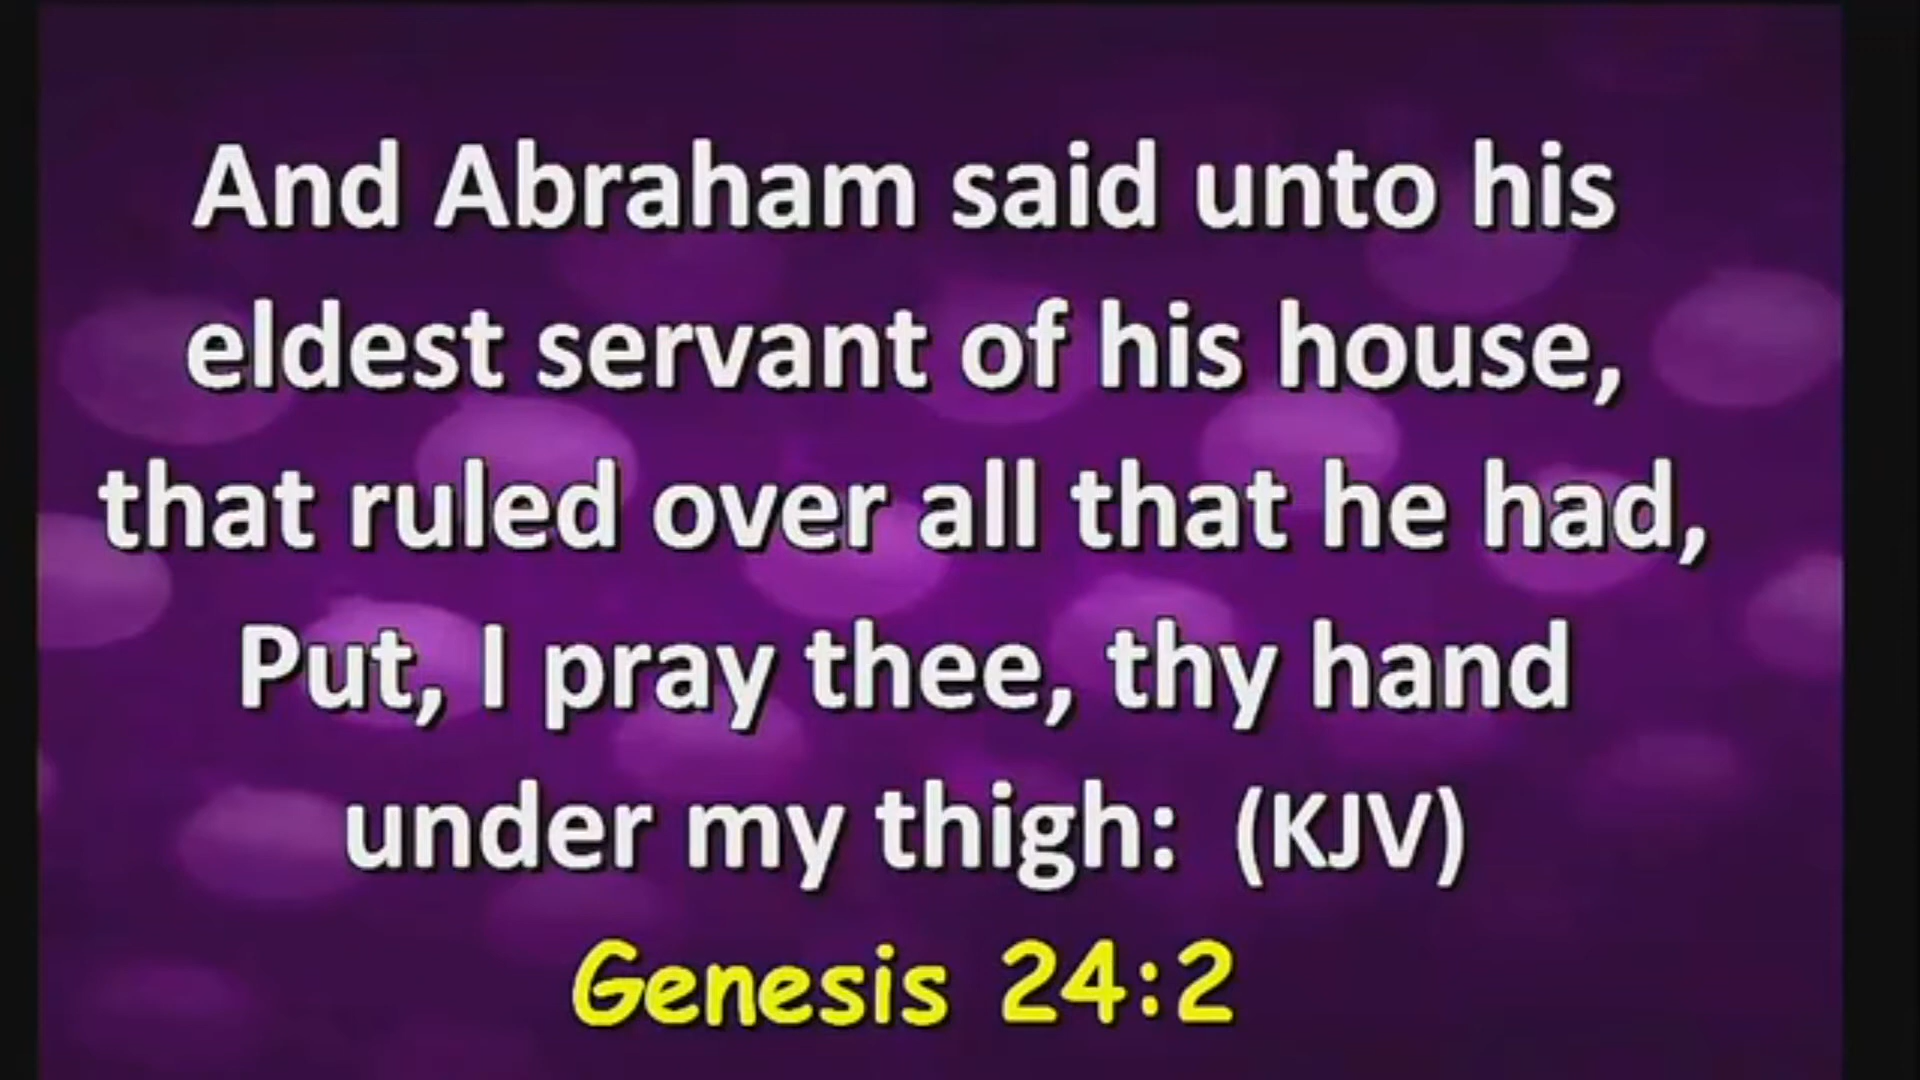 And Abraham said unto his
eldest servant of his house,
that ruled over all that he had,
Put, I pray thee, thy hand
under my thigh: (KJV)
Genesis 24:2